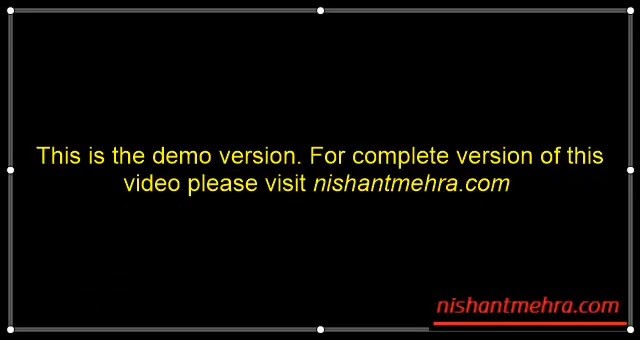 This is the demo version. For complete version of this
video please visit nishantmehra.com
nishantmehra.com